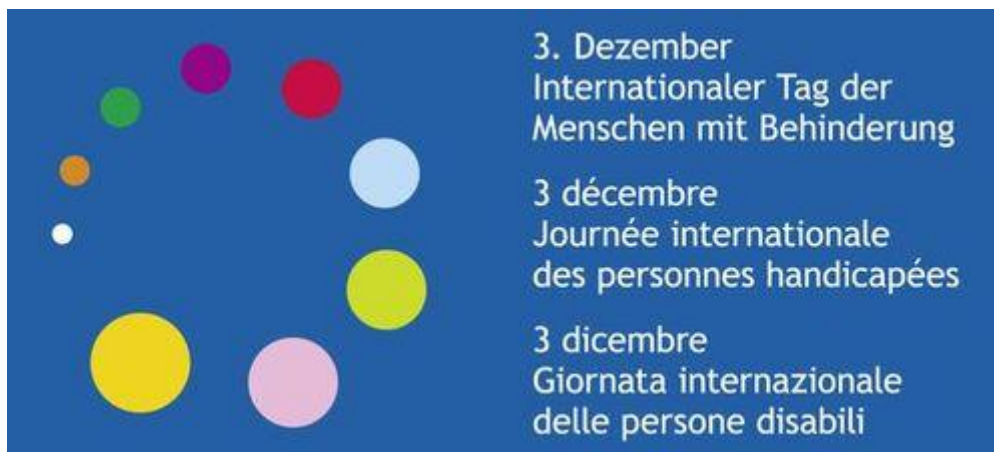 3. Dezember
Internationaler Tag der
Menschen mit Behinderung
3 décembre
Journée internationale
des personnes handicapées
3 dicembre
Giornata internazionale
delle persone disabili